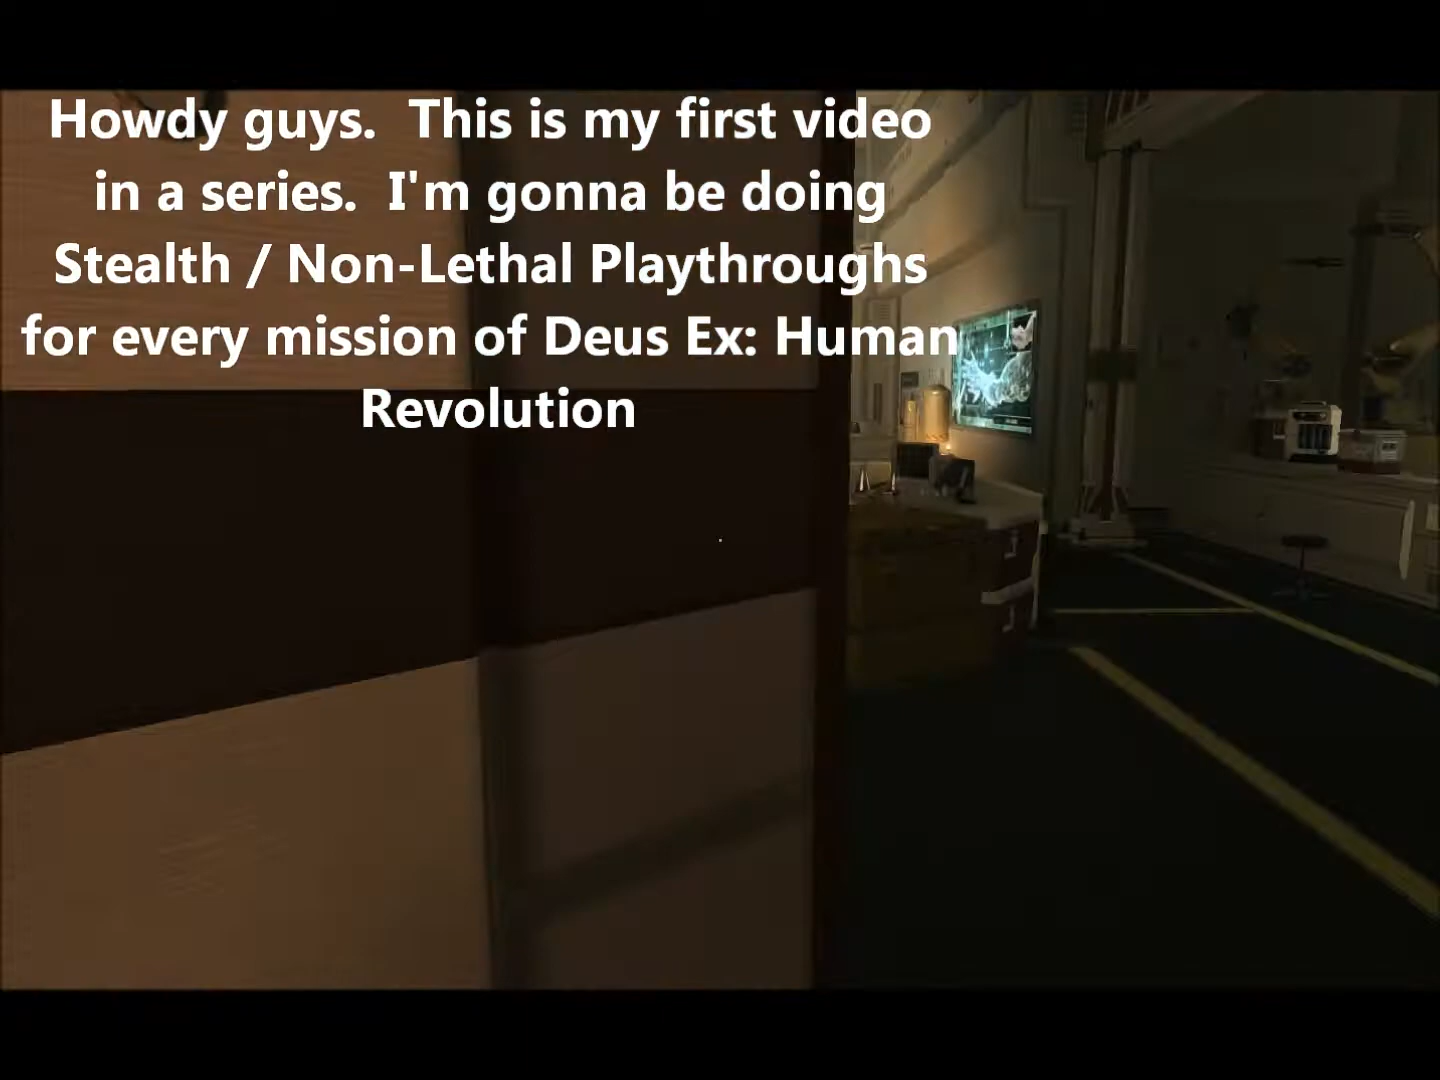 Howdy guys.  This is my first video
in a series.  I'm gonna be doing
Stealth / Non-Lethal Playthroughs
for every mission of Deus Ex: Human
Revolution